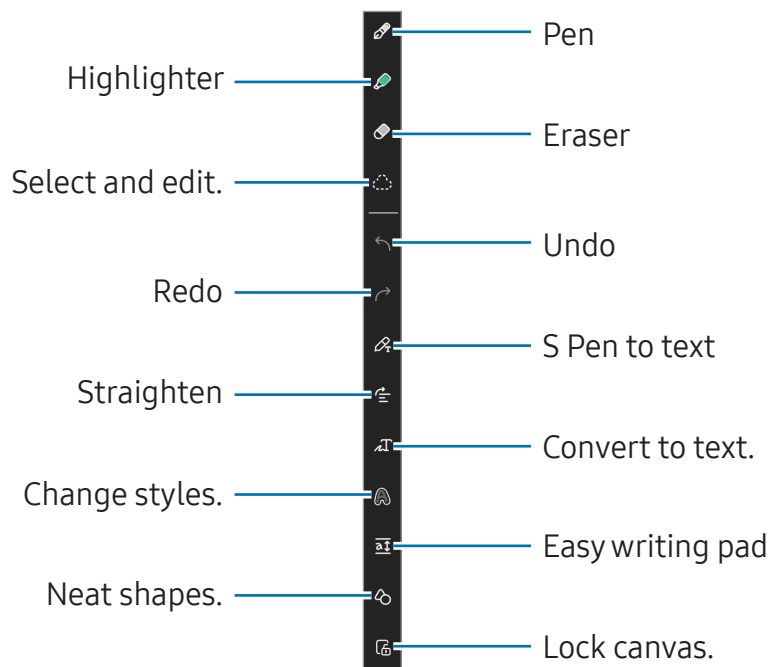 Pen
Highlighter
Eraser
Select and edit.
Undo
Redo
S Pen to text
Straighten
Convert to text.
Change styles.
Easy writing pad
Neat shapes.
Lock canvas.